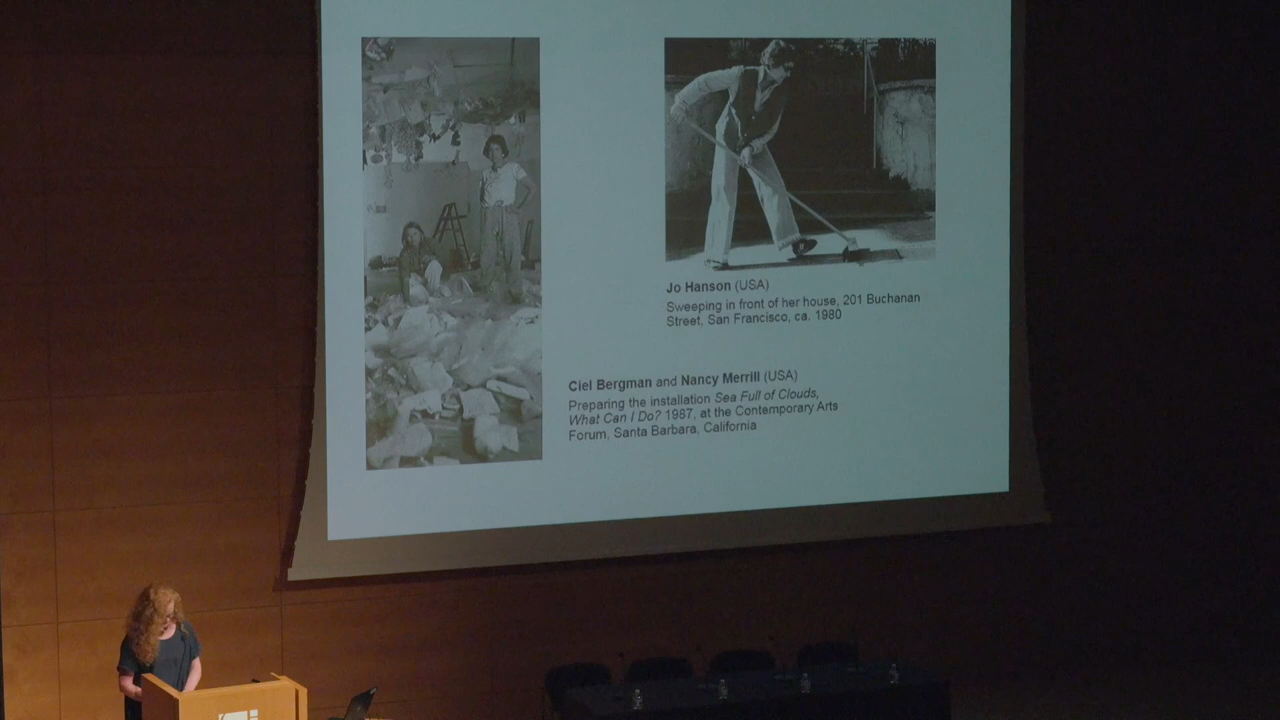 Jo Hanson (USA)
Sweeping in front of her house, 201 Buchanan
Street, San Francisco, ca. 1980
Ciel Bergman and Nancy Merrill (USA)
Preparing the installation Sea Full of Clouds,
What Can I Do? 1987, at the Contemporary Arts
Forum, Santa Barbara, California